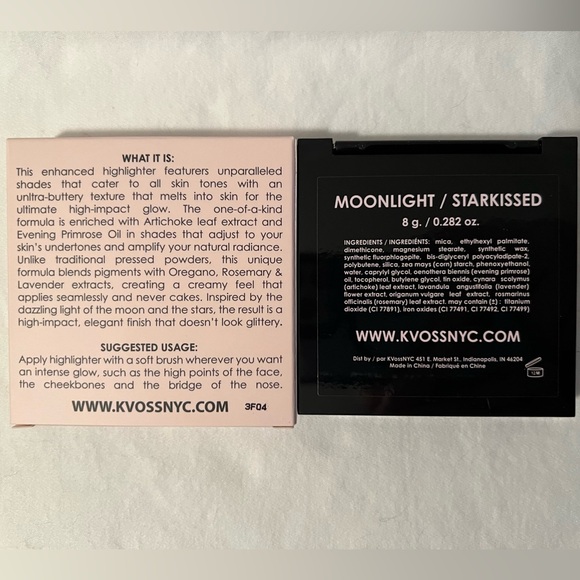 WHAT IT IS:
This enhanced highlighter featurers unparalleled
shades that cater to all skin tones with an
unltra-buttery texture that melts into skin for the
ultimate high-impact glow. The one-of-a-kind
formula is enriched with Artichoke leaf extract and
Evening Primrose Oil in shades that adjust to your
skin's undertones and amplify your natural radiance.
Unlike traditional pressed powders, this unique
formula blends pigments with Oregano, Rosemary &
Lavender extracts, creating a creamy feel that
applies seamlessly and never cakes. Inspired by the
dazzling light of the moon and the stars, the result is a
high-impact, elegant finish that doesn't look glittery.
SUGGESTED USAGE:
Apply highlighter with a soft brush wherever you want
an intense glow, such as the high points of the face,
the cheekbones and the bridge of the nose.
WWW.KVOSSNYC.COM
3F04
MOONLIGHT / STARKISSED
8 g. / 0.282 oz.
INGREDIENTS / INGREDIÉNTS: mica, ethylhexyl palmitate,
dimethicone, magnesium stearate, synthetic wax,
synthetic fluorphlogopite, bis-diglyceryl polyacyladipate-2,
polybutene, silica, zea mays (corn) starch, phenoxyethanol,
water, caprylyl glycol, oenothera biennis (evening primrose
oil), tocopherol, butylene glycol, tin oxide, cynara scolymus
(artichoke) leaf extract, lavandula angustifolia (lavender)
flower extract, origonum vulgare leaf extract, rosmarinus
officinalis (rosemary) leaf extract. may contain (±) : titanium
dioxide (CI 77891), iron oxides (CI 77491, CI 77492, CI 77499)
WWW.KVOSSNYC.COM
Dist by / par KVossNYC 451 E. Market St., Indianapolis, IN 46204
Made in China / Fabriqué en Chine
12 M